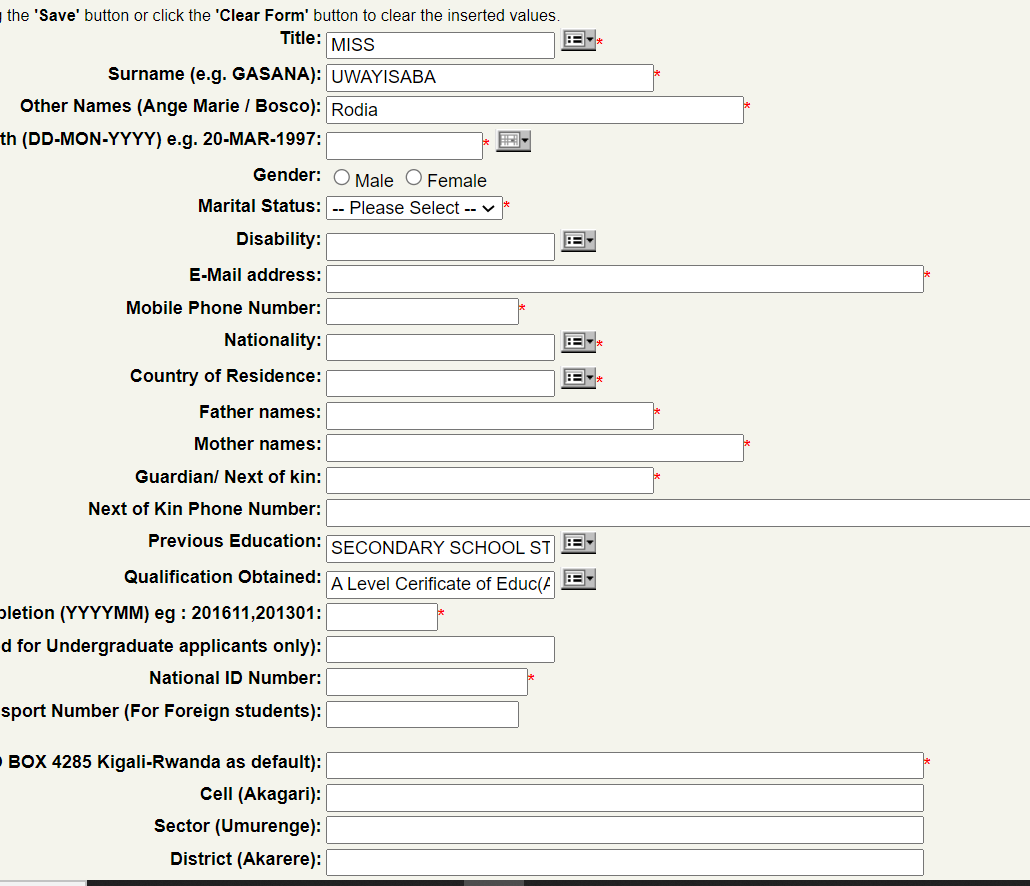 the 'Save' button or click the 'Clear Form' button to clear the inserted values.
Title: MISS *
Surname (e.g. GASANA): UWAYISABA *
Other Names (Ange Marie / Bosco): Rodia *
th (DD-MON-YYYY) e.g. 20-MAR-1997: *
Gender: Male Female
Marital Status: -- Please Select -- *
Disability:
E-Mail address: *
Mobile Phone Number: *
Nationality: *
Country of Residence: *
Father names: *
Mother names: *
Guardian/ Next of kin: *
Next of Kin Phone Number:
Previous Education: SECONDARY SCHOOL ST
Qualification Obtained: A Level Cerificate of Educ(A
pletion (YYYYMM) eg : 201611,201301: *
d for Undergraduate applicants only):
National ID Number: *
sport Number (For Foreign students):
BOX 4285 Kigali-Rwanda as default): *
Cell (Akagari):
Sector (Umurenge):
District (Akarere):